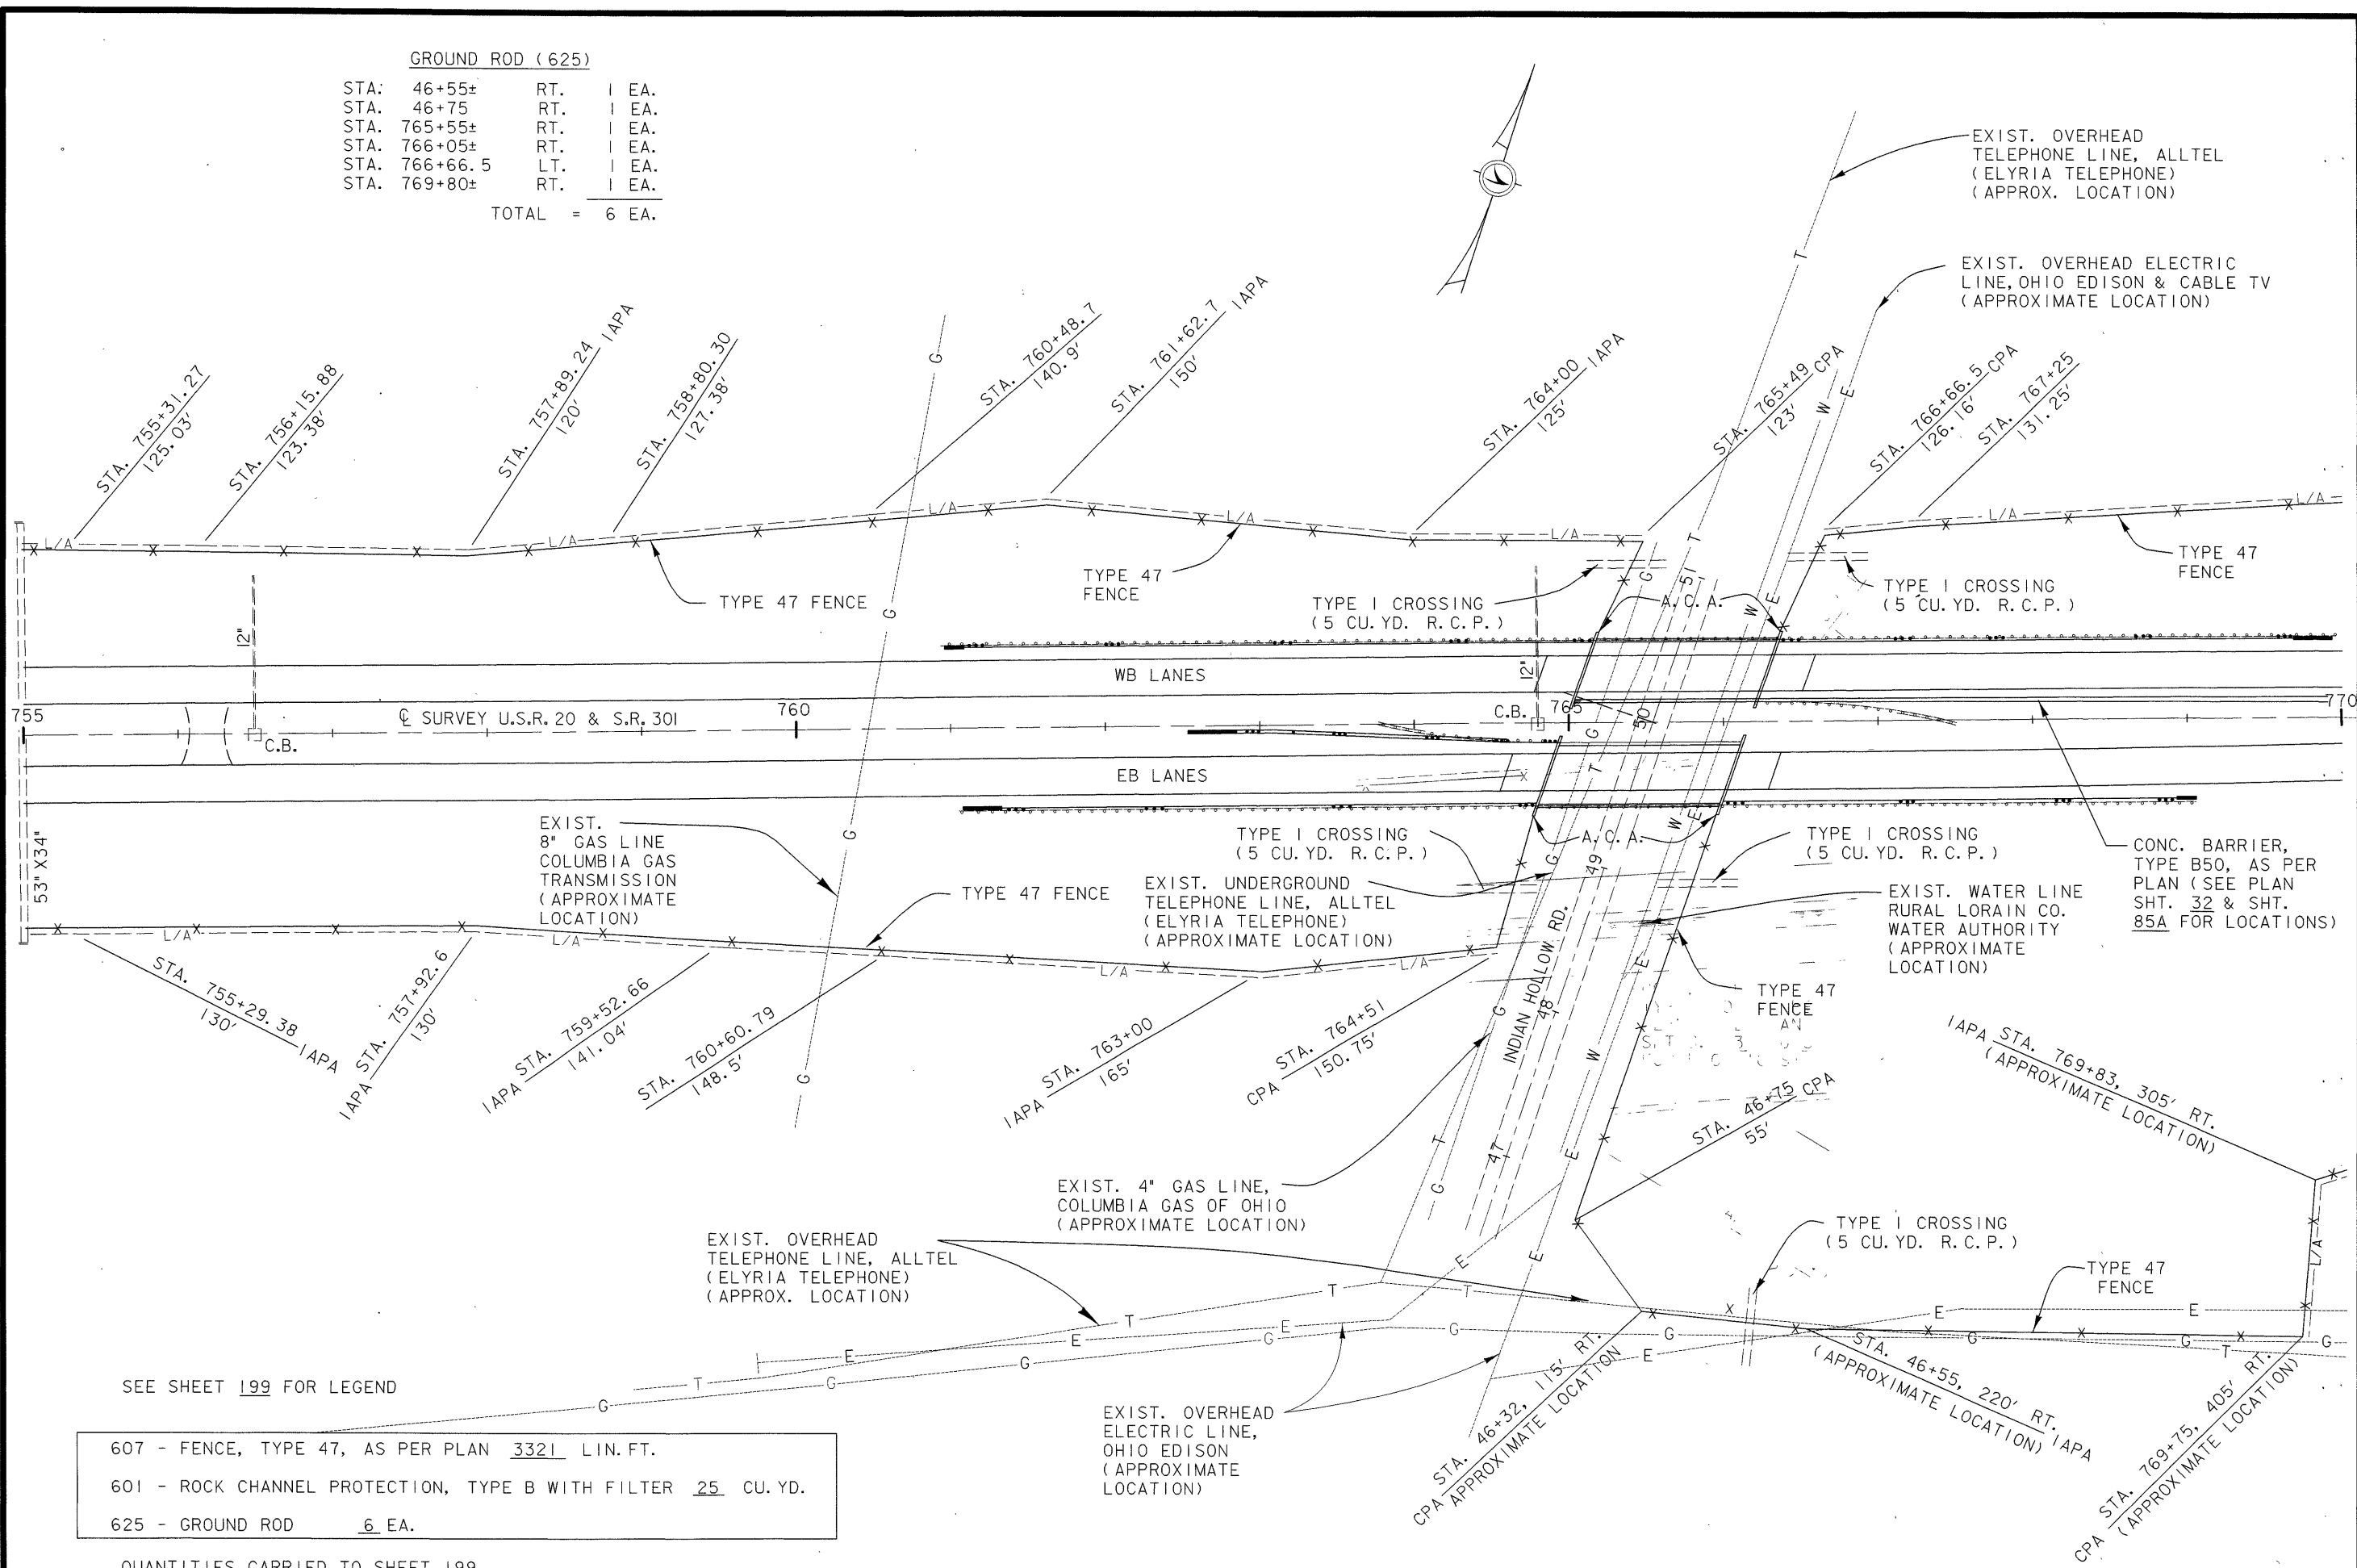 GROUND ROD (625)
STA. 46+55± RT. 1 EA.
STA. 46+75 RT. 1 EA.
STA. 765+55± RT. 1 EA.
STA. 766+05± RT. 1 EA.
STA. 766+66.5 LT. 1 EA.
STA. 769+80± RT. 1 EA.
TOTAL = 6 EA.
EXIST. OVERHEAD
TELEPHONE LINE, ALLTEL
(ELYRIA TELEPHONE)
(APPROX. LOCATION)
EXIST. OVERHEAD ELECTRIC
LINE, OHIO EDISON & CABLE TV
(APPROXIMATE LOCATION)
STA. 755+31.27
125.03'
STA. 756+15.88
123.38'
STA. 757+89.24 IAPA
120'
STA. 758+80.30
127.38'
STA. 760+48.7
140.9'
STA. 761+62.7 IAPA
150'
STA. 764+00 IAPA
125'
STA. 765+49 CPA
123'
STA. 766+66.5 CPA
126.16'
STA. 767+25
131.25'
L/A L/A L/A L/A L/A L/A L/A
TYPE 47 FENCE
TYPE 47
FENCE
TYPE 47
FENCE
TYPE 1 CROSSING
(5 CU.YD. R.C.P.)
A.C.A.
TYPE 1 CROSSING
(5 CU.YD. R.C.P.)
12"
12"
WB LANES
755
℄ SURVEY U.S.R. 20 & S.R. 301
760
765
770
C.B.
C.B.
EB LANES
53" X34"
EXIST.
8" GAS LINE
COLUMBIA GAS
TRANSMISSION
(APPROXIMATE
LOCATION)
TYPE 47 FENCE
TYPE 1 CROSSING
(5 CU.YD. R.C.P.)
A.C.A.
TYPE 1 CROSSING
(5 CU.YD. R.C.P.)
EXIST. UNDERGROUND
TELEPHONE LINE, ALLTEL
(ELYRIA TELEPHONE)
(APPROXIMATE LOCATION)
EXIST. WATER LINE
RURAL LORAIN CO.
WATER AUTHORITY
(APPROXIMATE
LOCATION)
CONC. BARRIER,
TYPE B50, AS PER
PLAN (SEE PLAN
SHT. 32 & SHT.
85A FOR LOCATIONS)
INDIAN HOLLOW RD.
51
50
49
48
47
TYPE 47
FENCE
L/A L/A L/A L/A
STA. 755+29.38
130' IAPA
IAPA STA. 757+92.6
130'
IAPA STA. 759+52.66
141.04'
STA. 760+60.79
148.5'
IAPA STA. 763+00
165'
CPA STA. 764+51
150.75'
STA. 46+75 CPA
55'
IAPA STA. 769+83, 305' RT.
(APPROXIMATE LOCATION)
EXIST. 4" GAS LINE,
COLUMBIA GAS OF OHIO
(APPROXIMATE LOCATION)
EXIST. OVERHEAD
TELEPHONE LINE, ALLTEL
(ELYRIA TELEPHONE)
(APPROX. LOCATION)
TYPE 1 CROSSING
(5 CU.YD. R.C.P.)
TYPE 47
FENCE
L/A
EXIST. OVERHEAD
ELECTRIC LINE,
OHIO EDISON
(APPROXIMATE
LOCATION)
CPA STA. 46+32, 115' RT.
APPROXIMATE LOCATION
STA. 46+55, 220' RT. IAPA
(APPROXIMATE LOCATION)
CPA STA. 769+75, 405' RT.
(APPROXIMATE LOCATION)
SEE SHEET 199 FOR LEGEND
607 - FENCE, TYPE 47, AS PER PLAN 3321 LIN.FT.
601 - ROCK CHANNEL PROTECTION, TYPE B WITH FILTER 25 CU.YD.
625 - GROUND ROD 6 EA.
QUANTITIES CARRIED TO SHEET 199